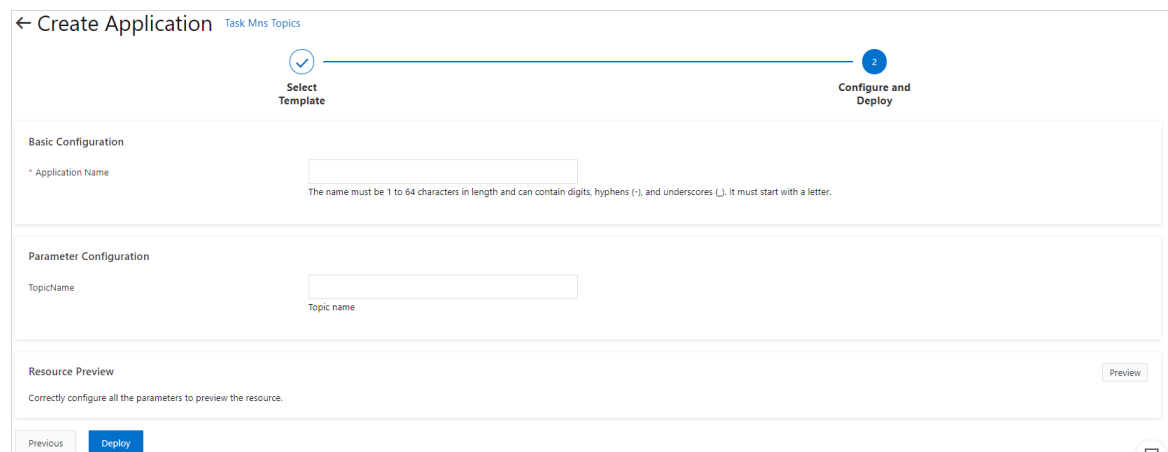 Create Application Task Mns Topics
2
Select
Template
Configure and
Deploy
Basic Configuration
* Application Name
The name must be 1 to 64 characters in length and can contain digits, hyphens (-), and underscores (_). It must start with a letter.
Parameter Configuration
TopicName
Topic name
Resource Preview
Preview
Correctly configure all the parameters to preview the resource.
Previous
Deploy